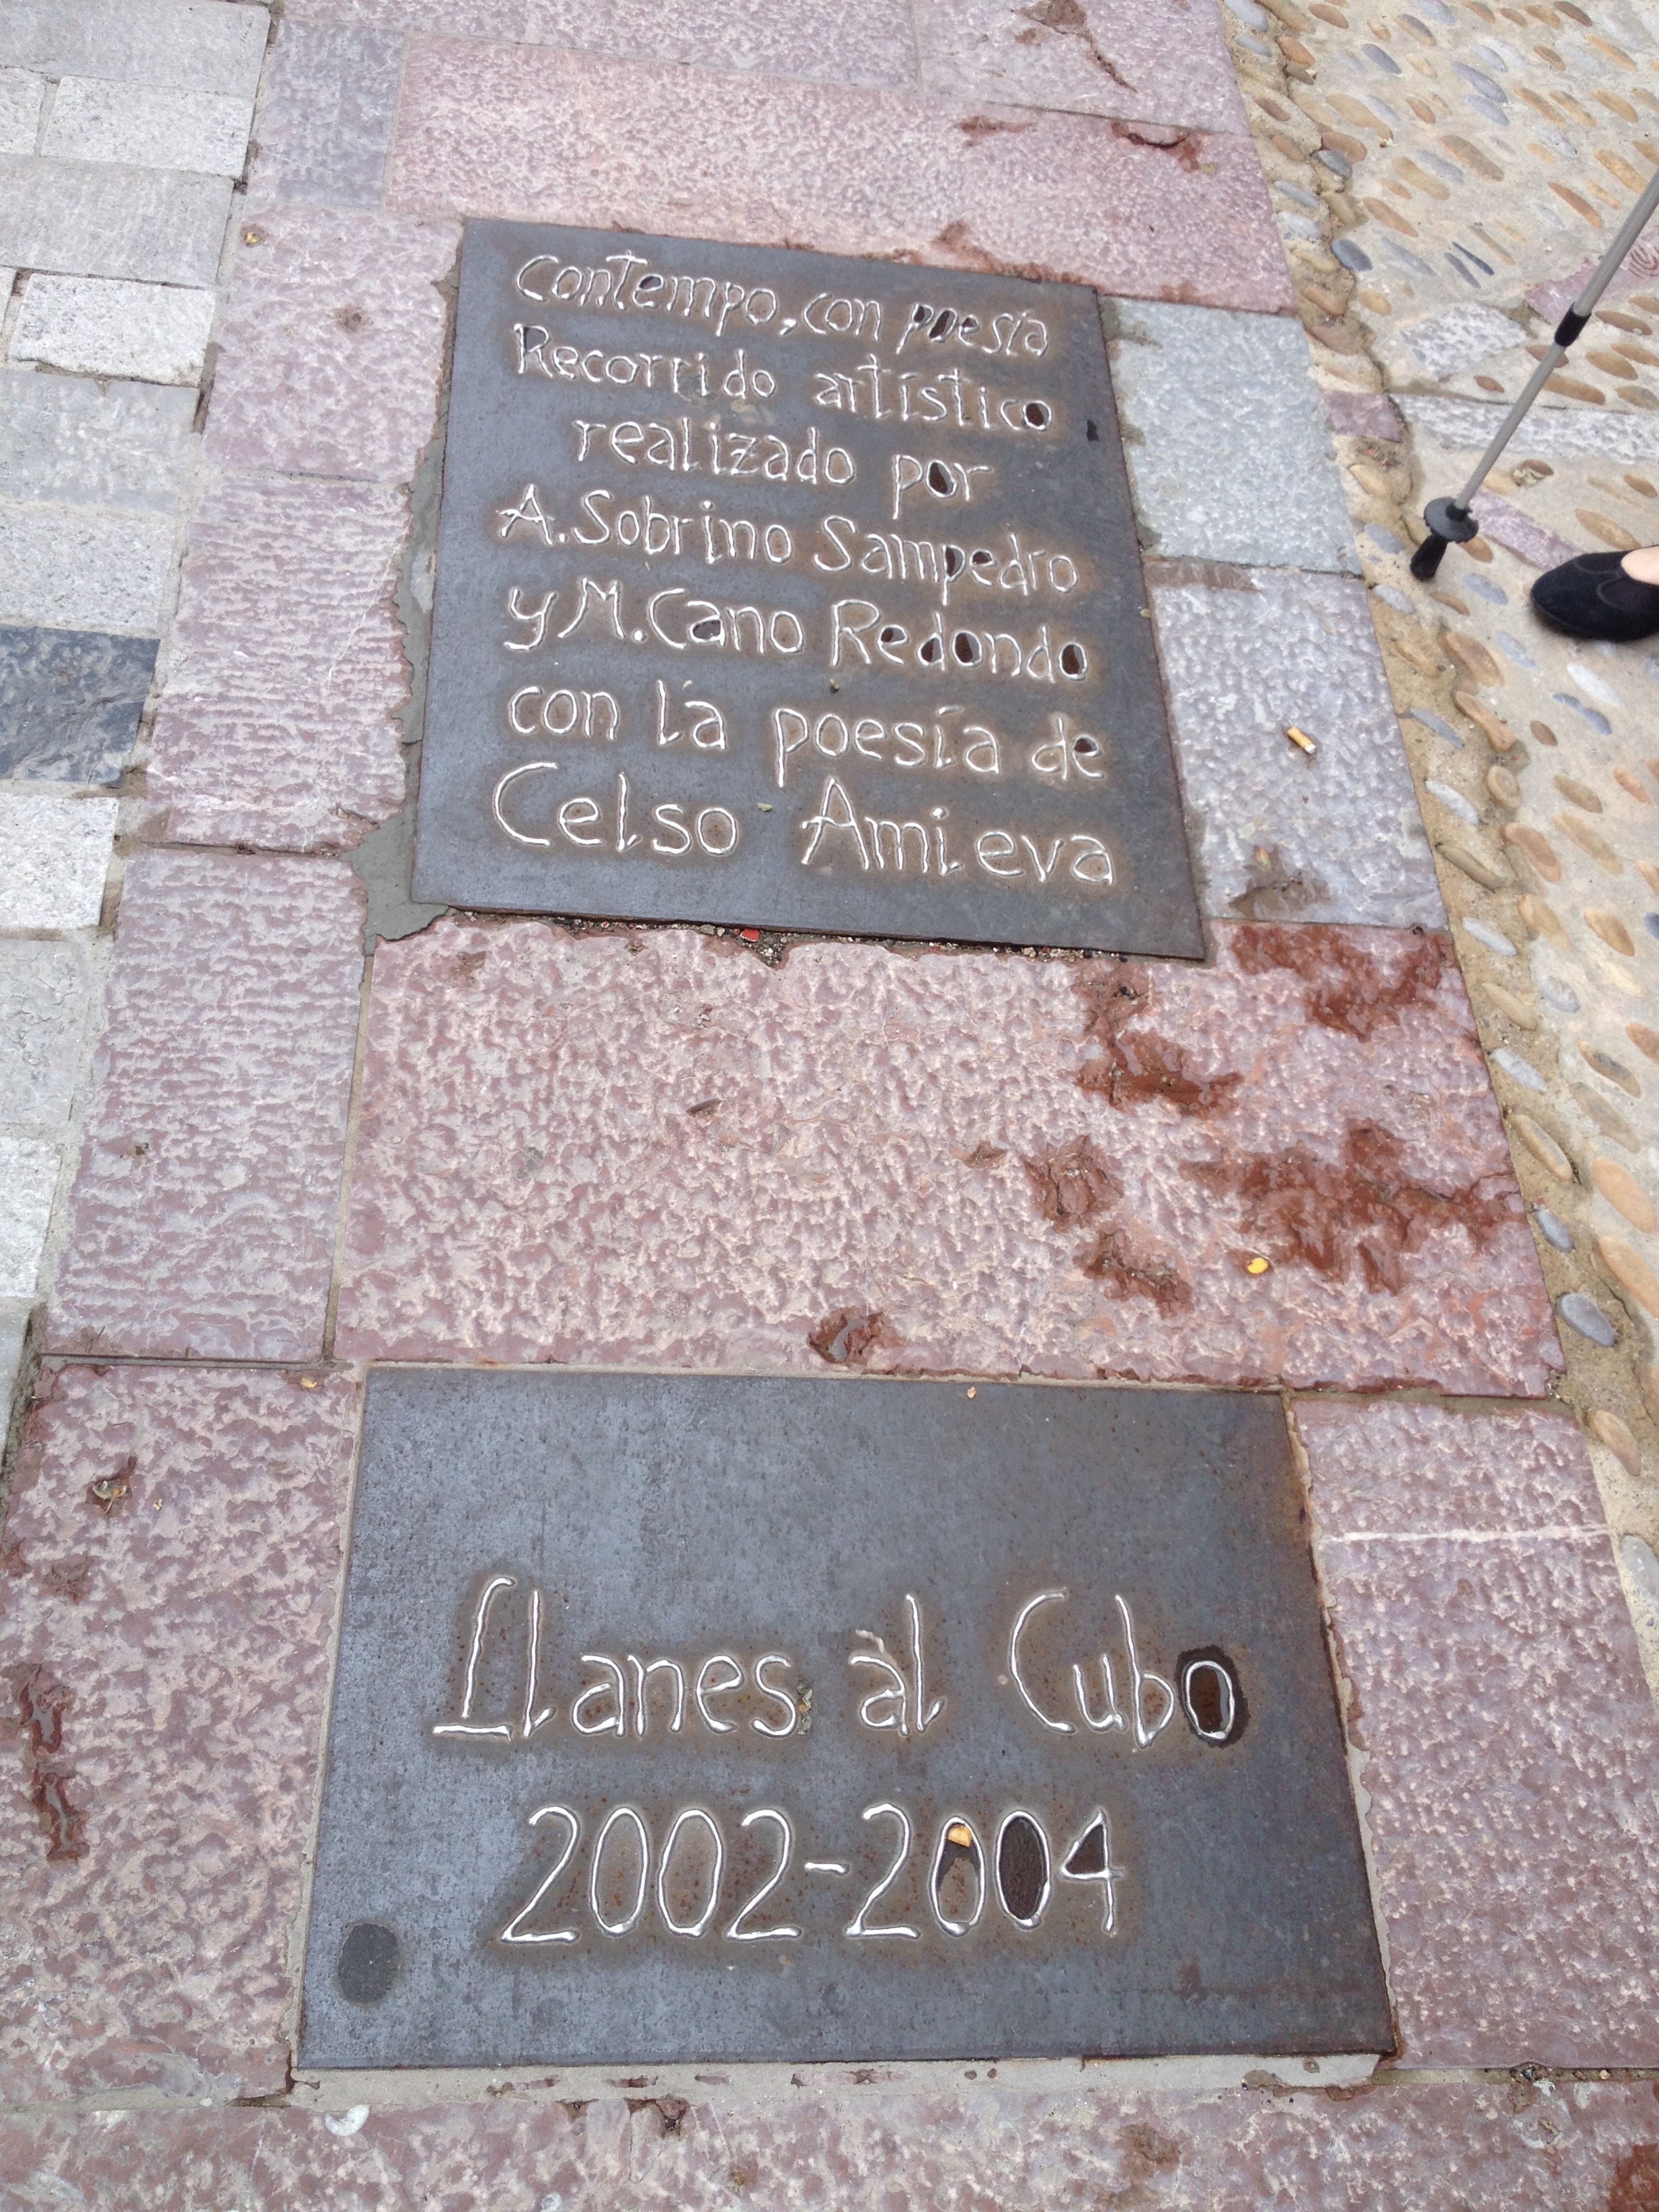 Contempo, con poesía
Recorrido artístico
realizado por
A. Sobrino Sampedro
y M. Cano Redondo
con la poesía de
Celso Amieva
Llanes al Cubo
2002-2004